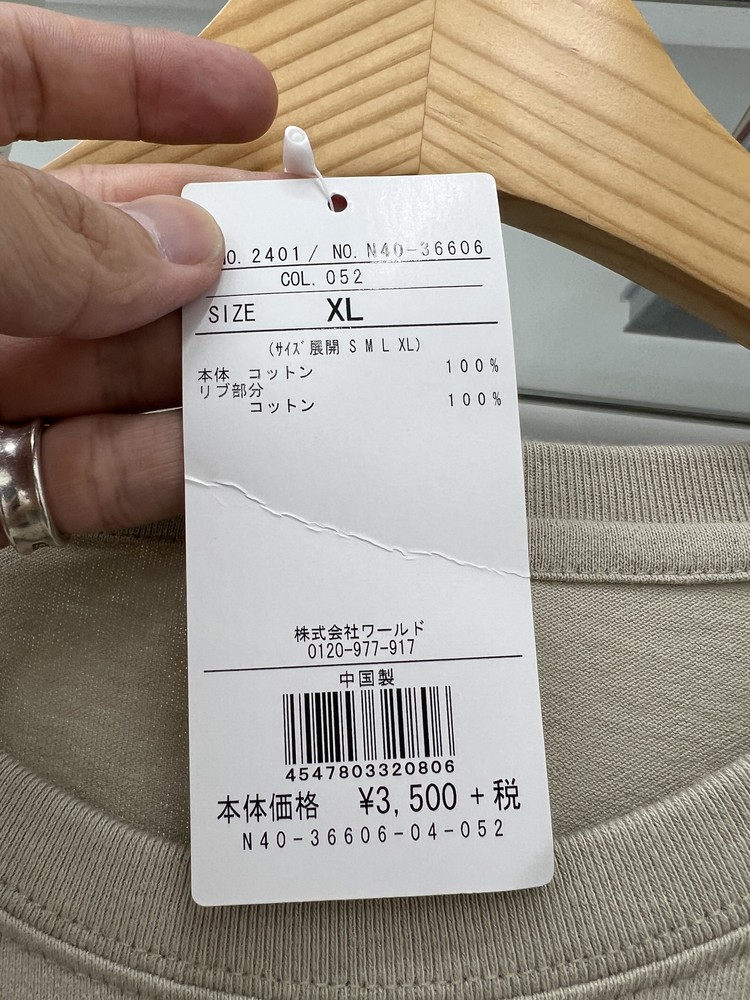 NO. 2401/ NO. N40-36606
COL. 052
SIZE XL
(サイズ展開 S M L XL)
本体 コットン 100%
リブ部分
コットン 100%
株式会社ワールド
0120-977-917
中国製
4547803320806
本体価格 ¥3,500 + 税
N40-36606-04-052